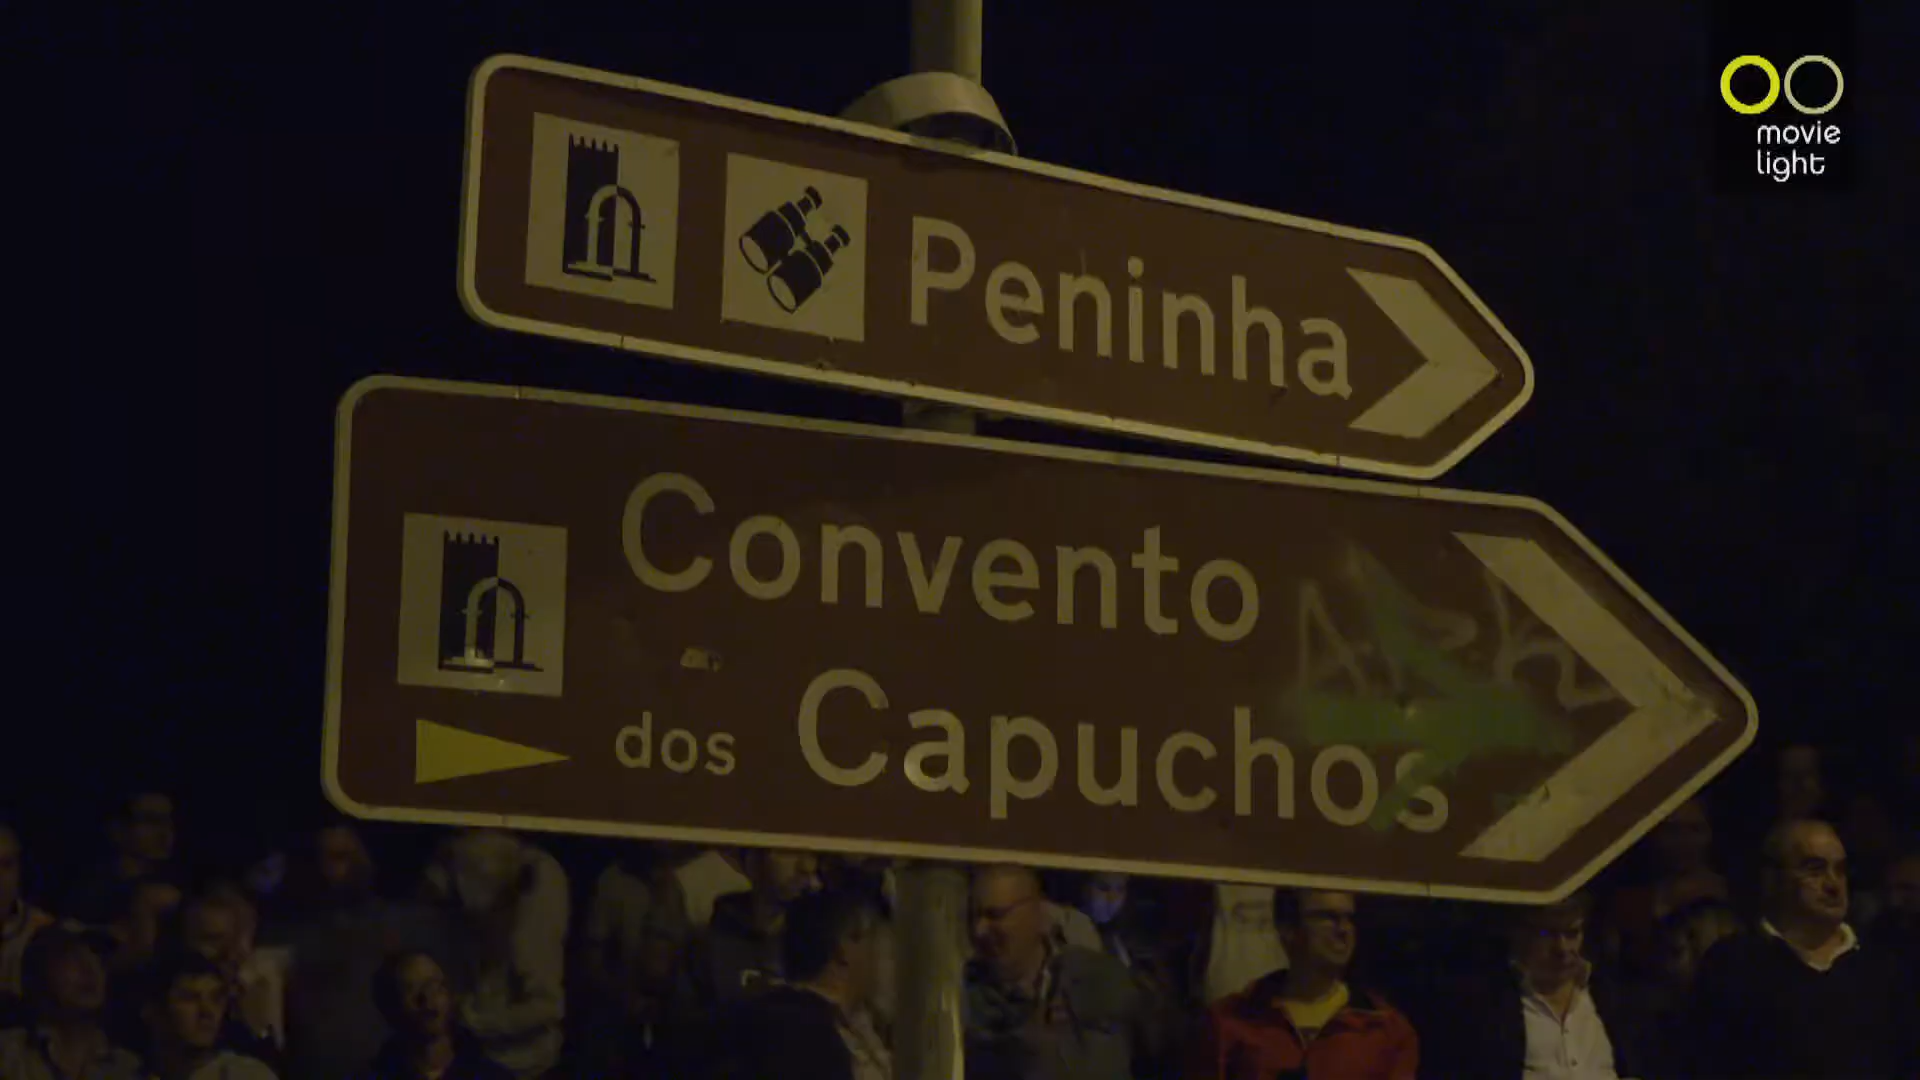 movie
light
Peninha
Convento
dos Capuchos